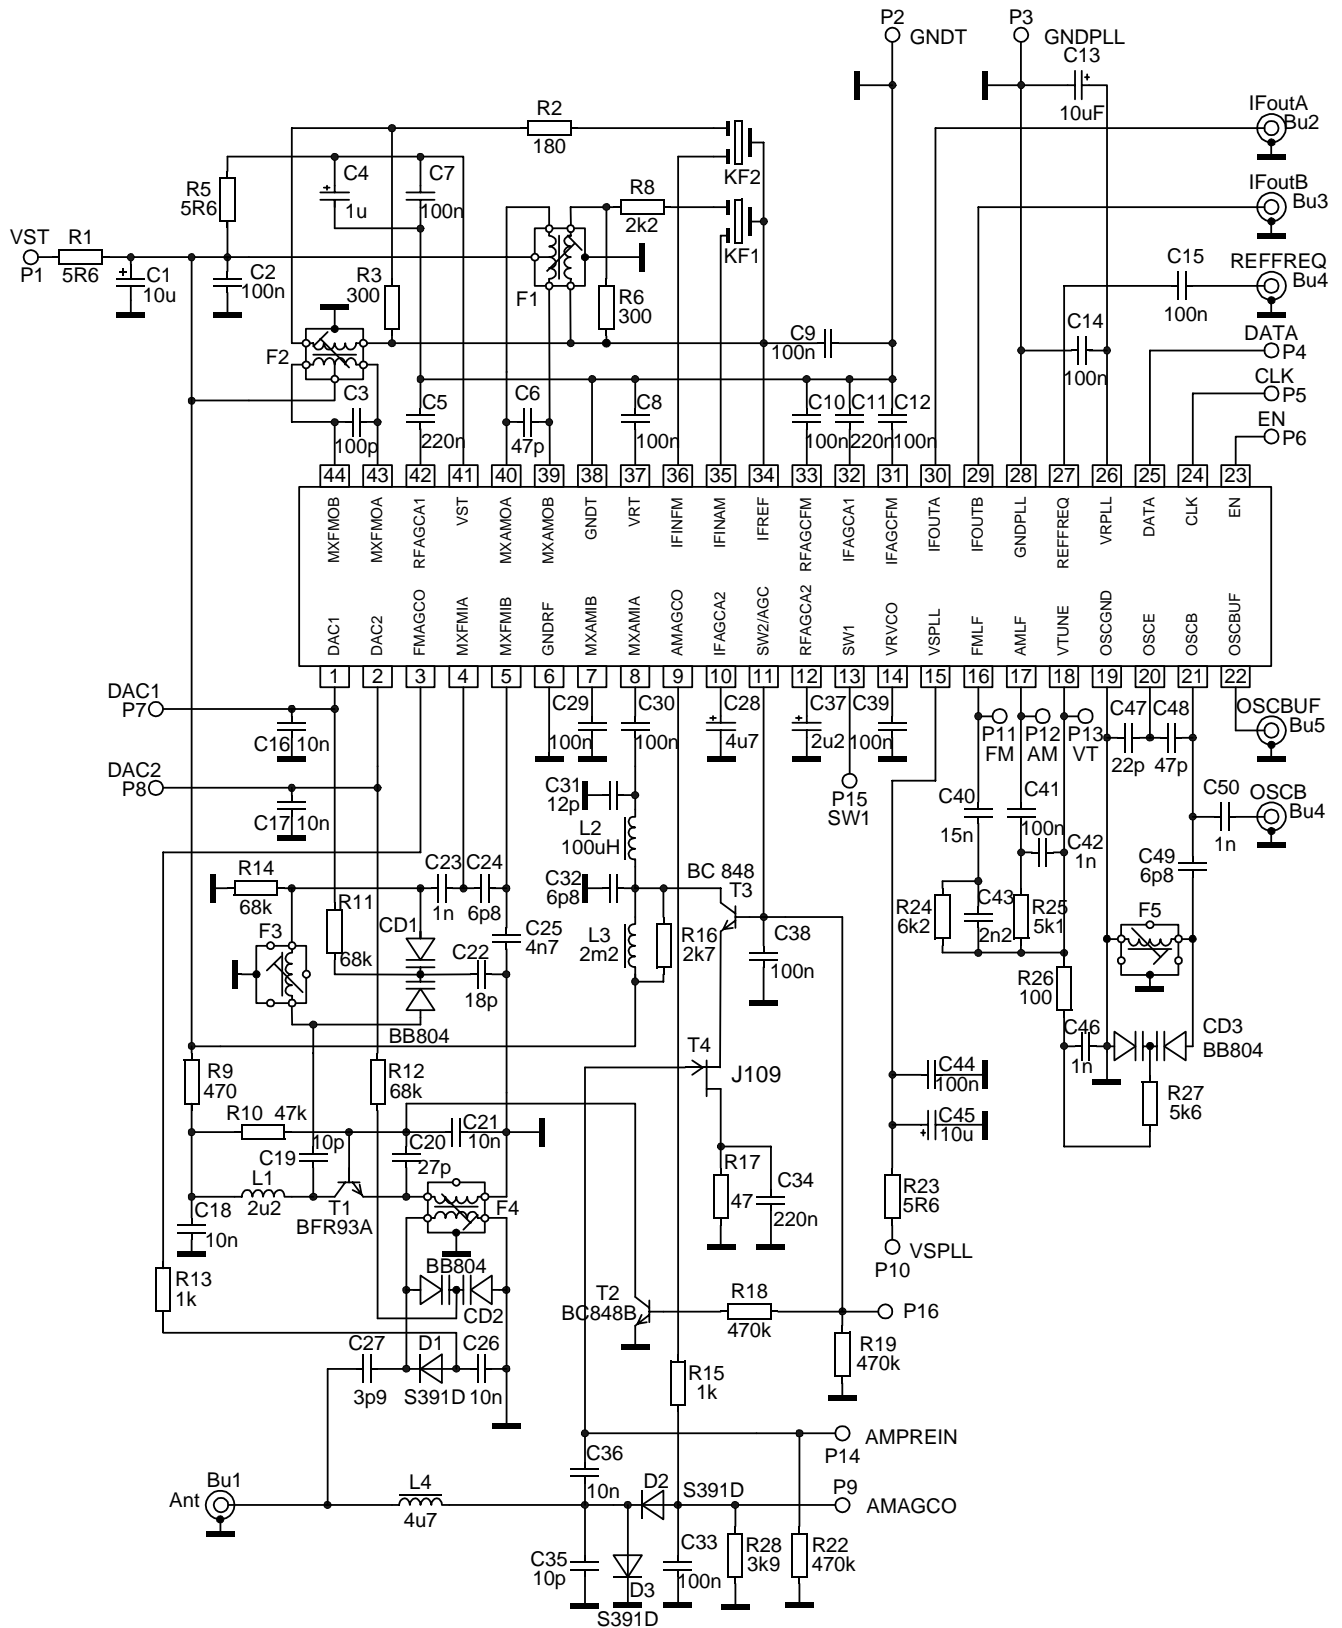 P2
GNDT
P3
GNDPLL
C13
10uF
IFoutA
Bu2
R2
180
KF2
C4
1u
C7
100n
R5
5R6
IFoutB
Bu3
R8
2k2
KF1
VST
P1
R1
5R6
C1
10u
C2
100n
R3
300
F1
R6
300
C15
100n
REFFREQ
Bu4
F2
C9
100n
C14
100n
DATA
P4
CLK
P5
EN
P6
C3
100p
C5
220n
C6
47p
C8
100n
C10
100n
C11
220n
C12
100n
44 43 42 41 40 39 38 37 36 35 34 33 32 31 30 29 28 27 26 25 24 23
MXFMOB
MXFMOA
RFAGCA1
VST
MXAMOA
MXAMOB
GNDT
VRT
IFINFM
IFINAM
IFREF
RFAGCFM
IFAGCA1
IFAGCFM
IFOUTA
IFOUTB
GNDPLL
REFFREQ
VRPLL
DATA
CLK
EN
DAC1
DAC2
FMAGCO
MXFMIA
MXFMIB
GNDRF
MXAMIB
MXAMIA
AMAGCO
IFAGCA2
SW2/AGC
RFAGCA2
SW1
VRVCO
VSPLL
FMLF
AMLF
VTUNE
OSCGND
OSCE
OSCB
OSCBUF
1 2 3 4 5 6 7 8 9 10 11 12 13 14 15 16 17 18 19 20 21 22
DAC1
P7
C16 10n
DAC2
P8
C17 10n
C29
100n
C30
100n
C28
4u7
C37
2u2
C39
100n
P15
SW1
P11
FM
P12
AM
P13
VT
C47
22p
C48
47p
OSCBUF
Bu5
C31
12p
L2
100uH
C40
15n
C41
100n
C42
1n
C50
1n
OSCB
Bu4
C49
6p8
R14
68k
R11
68k
F3
CD1
C23
1n
C24
6p8
C25
4n7
C22
18p
BB804
C32
6p8
BC 848
T3
L3
2m2
R16
2k7
C38
100n
R24
6k2
C43
2n2
R25
5k1
F5
R26
100
C46
1n
CD3
BB804
R27
5k6
R9
470
R12
68k
T4
J109
C44
100n
C45
10u
R10 47k
10p
C19
C20
27p
C21
10n
L1
2u2
T1
BFR93A
F4
R17
47
C34
220n
R23
5R6
C18
10n
P10
VSPLL
R13
1k
BB804
CD2
T2
BC848B
R18
470k
P16
C27
3p9
D1
S391D
C26
10n
R15
1k
R19
470k
AMPREIN
P14
C36
10n
Bu1
Ant
L4
4u7
D2
S391D
P9
AMAGCO
C35
10p
D3
S391D
C33
100n
R28
3k9
R22
470k